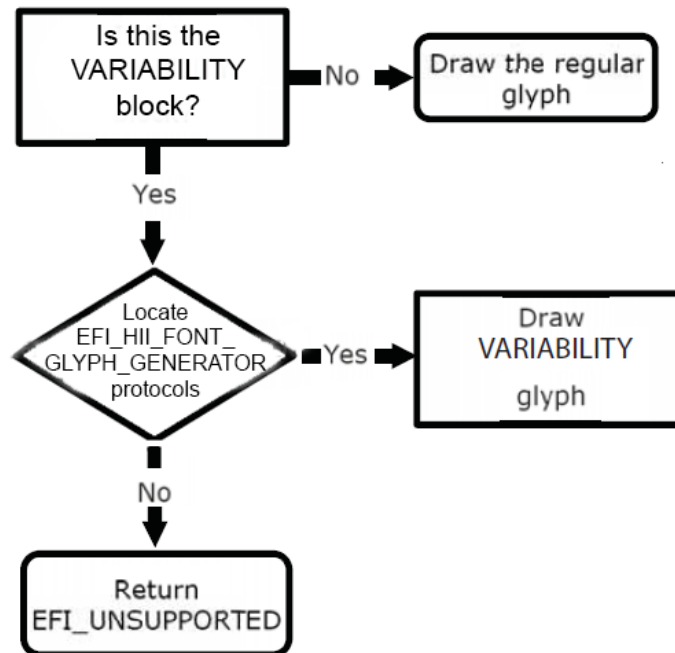 Is this the
VARIABILITY
block?
No
Draw the regular
glyph
Yes
Locate
EFI_HII_FONT_
GLYPH_GENERATOR
protocols
Yes
Draw
VARIABILITY
glyph
No
Return
EFI_UNSUPPORTED